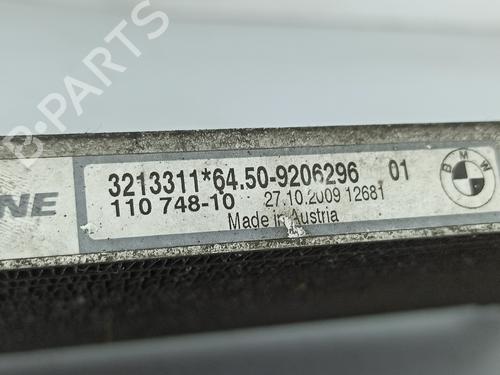 B-PARTS
NE
3213311*64.50-9206296 01
110 748-10 27.10.2009 12681
Made in Austria
BMW